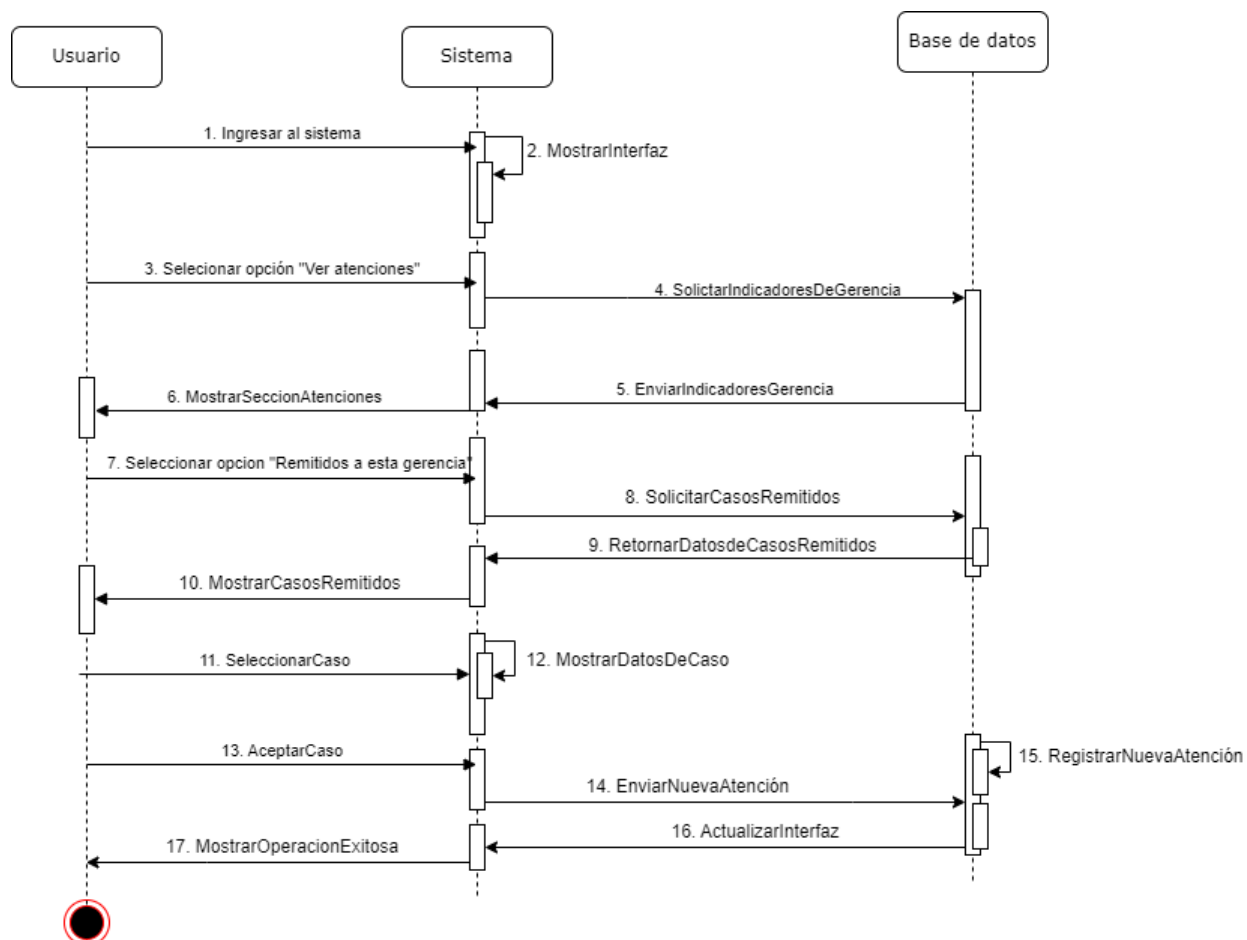 Usuario
Sistema
Base de datos
1. Ingresar al sistema
2. MostrarInterfaz
3. Selecionar opción "Ver atenciones"
4. SolictarIndicadoresDeGerencia
5. EnviarIndicadoresGerencia
6. MostrarSeccionAtenciones
7. Seleccionar opcion "Remitidos a esta gerencia"
8. SolicitarCasosRemitidos
9. RetornarDatosdeCasosRemitidos
10. MostrarCasosRemitidos
11. SeleccionarCaso
12. MostrarDatosDeCaso
13. AceptarCaso
14. EnviarNuevaAtención
15. RegistrarNuevaAtención
16. ActualizarInterfaz
17. MostrarOperacionExitosa